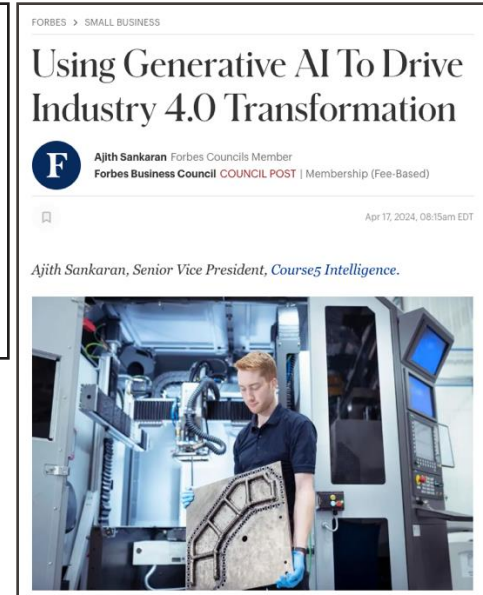 FORBES > SMALL BUSINESS
Using Generative AI To Drive
Industry 4.0 Transformation
F
Ajith Sankaran Forbes Councils Member
Forbes Business Council COUNCIL POST | Membership (Fee-Based)
Apr 17, 2024, 08:15am EDT
Ajith Sankaran, Senior Vice President, Course5 Intelligence.